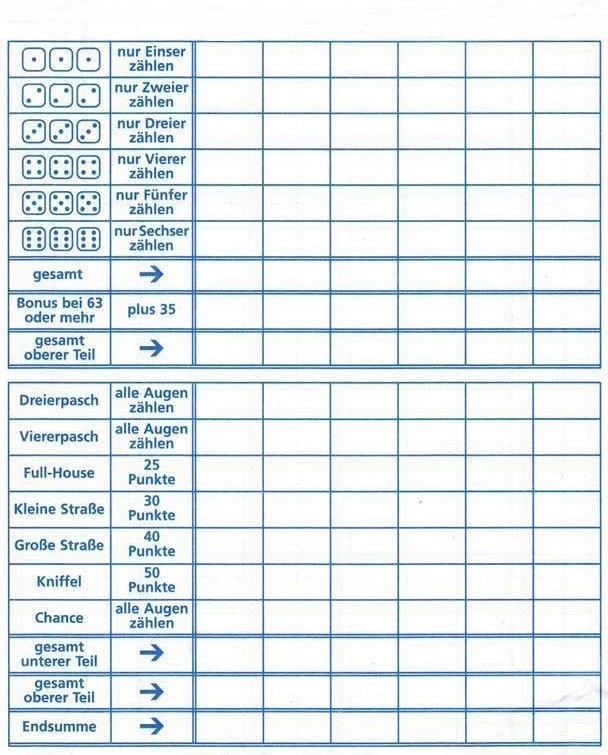 nur Einser
zählen
nur Zweier
zählen
nur Dreier
zählen
nur Vierer
zählen
nur Fünfer
zählen
nur Sechser
zählen
gesamt
Bonus bei 63
oder mehr
plus 35
gesamt
oberer Teil
Dreierpasch
alle Augen
zählen
Viererpasch
alle Augen
zählen
Full-House
25
Punkte
Kleine Straße
30
Punkte
Große Straße
40
Punkte
Kniffel
50
Punkte
Chance
alle Augen
zählen
gesamt
unterer Teil
gesamt
oberer Teil
Endsumme